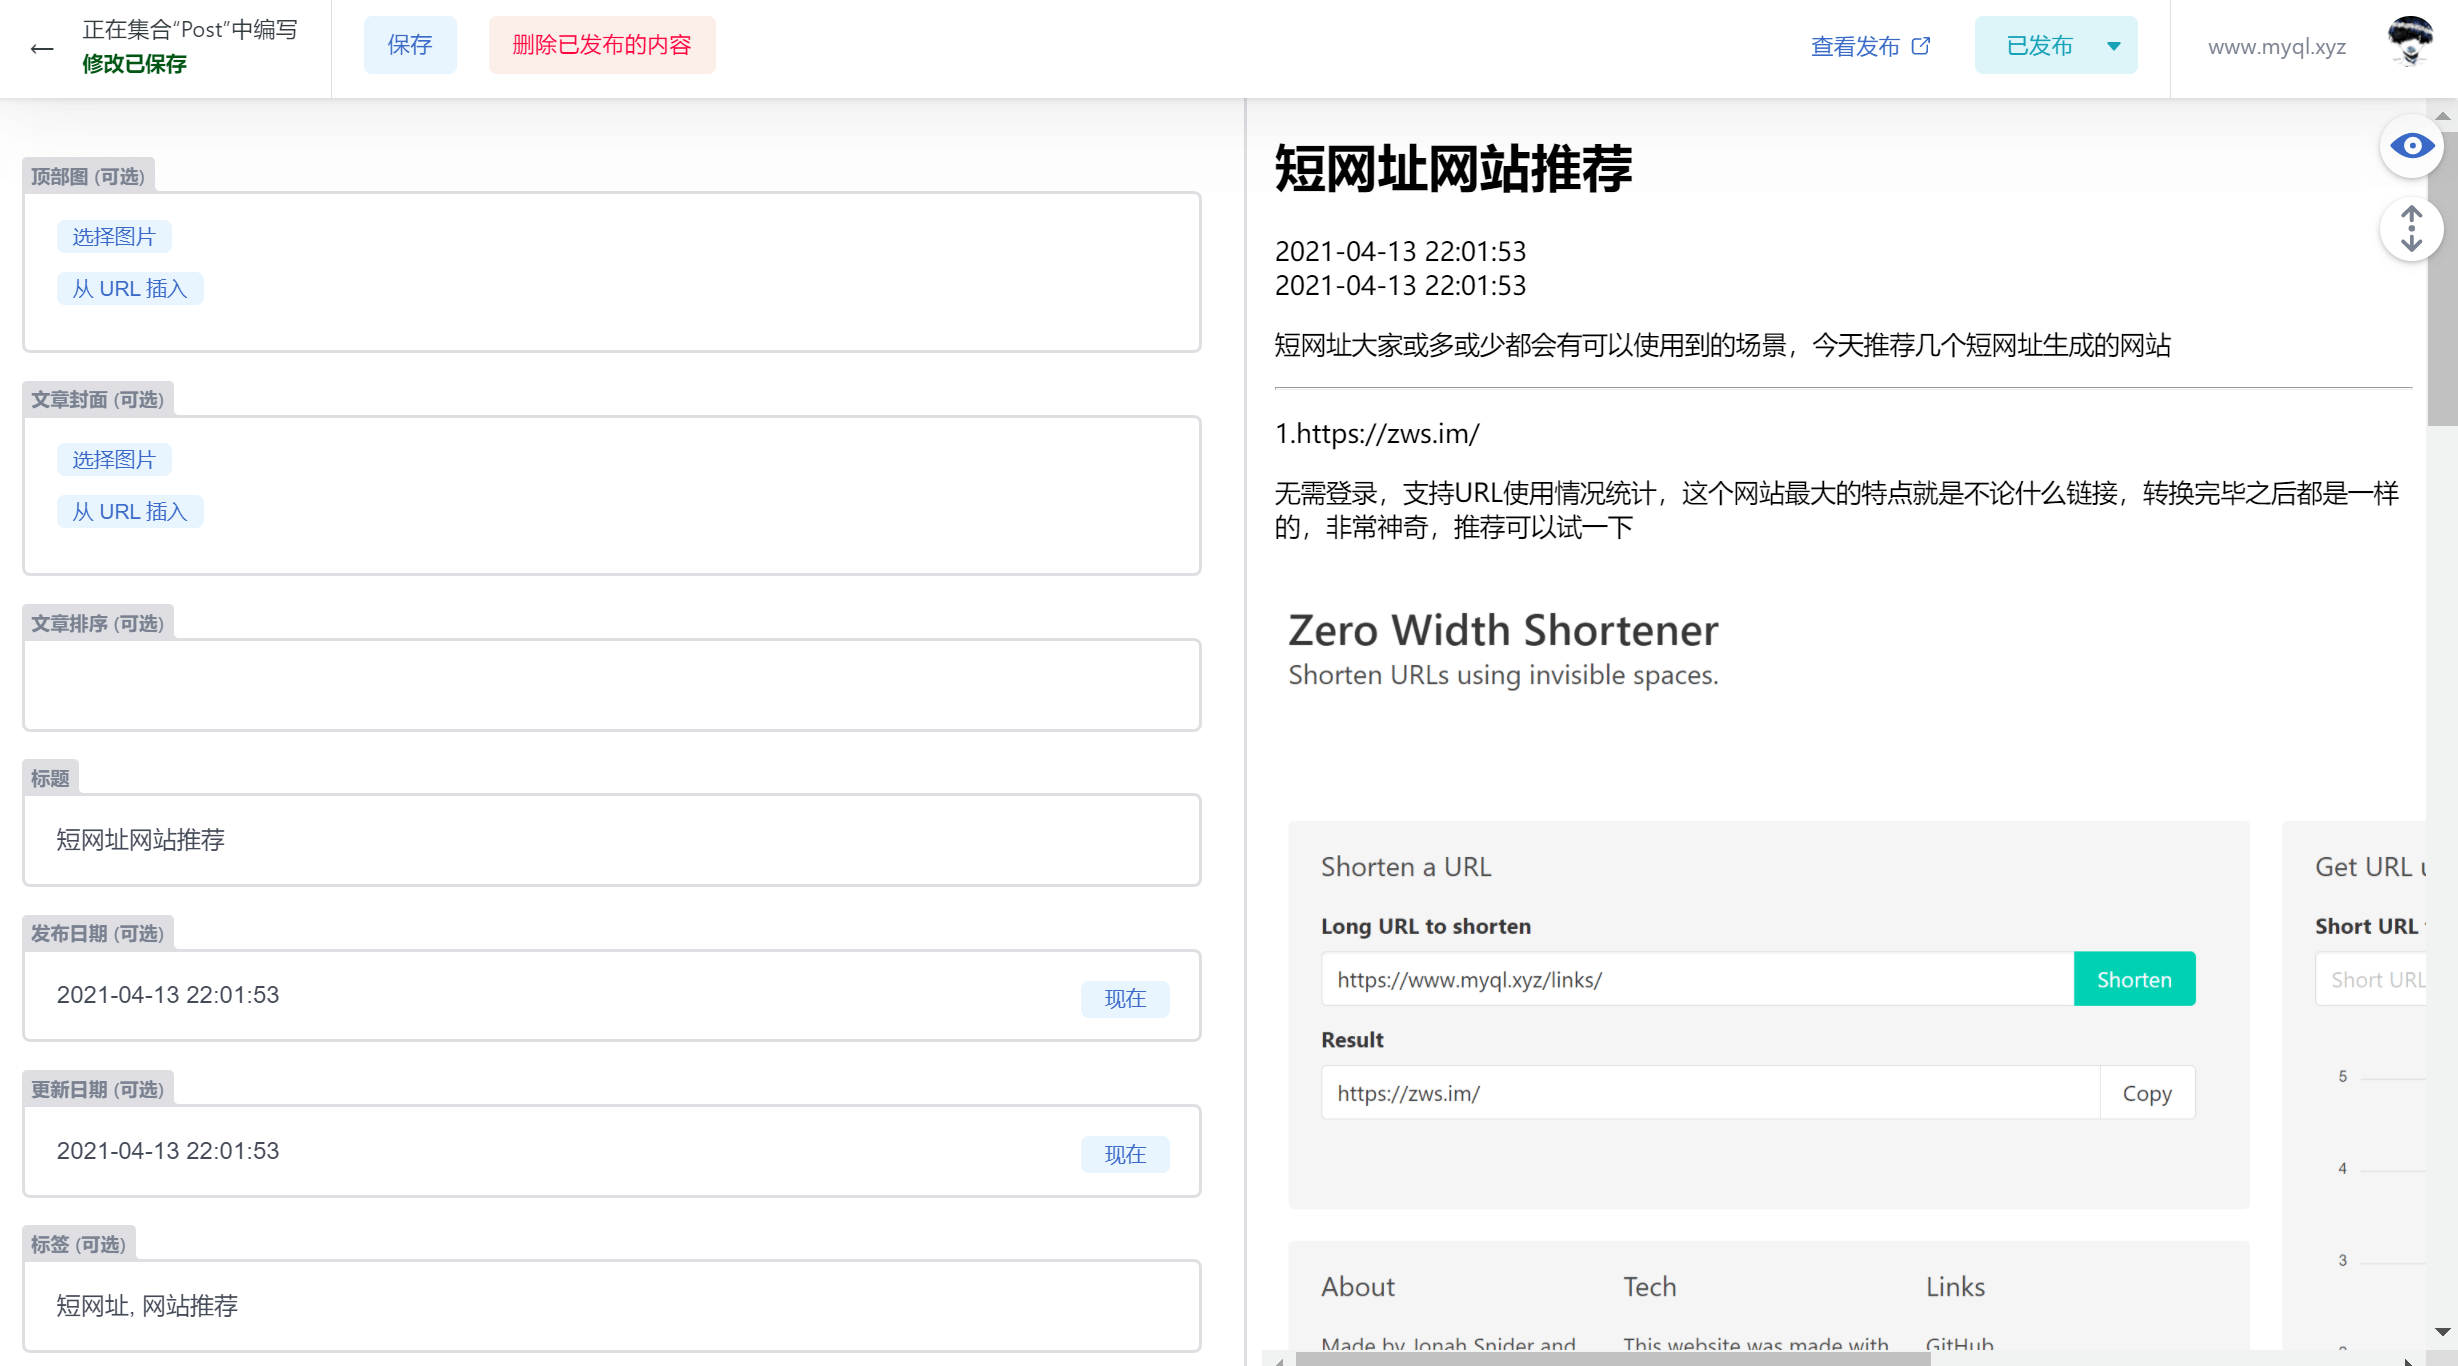 正在集合“Post”中编写
修改已保存
保存
删除已发布的内容
查看发布
已发布
www.myql.xyz
顶部图 (可选)
选择图片
从 URL 插入
文章封面 (可选)
选择图片
从 URL 插入
文章排序 (可选)
标题
短网址网站推荐
发布日期 (可选)
2021-04-13 22:01:53
现在
更新日期 (可选)
2021-04-13 22:01:53
现在
标签 (可选)
短网址, 网站推荐
短网址网站推荐
2021-04-13 22:01:53
2021-04-13 22:01:53
短网址大家或多或少都会有可以使用到的场景，今天推荐几个短网址生成的网站
1.https://zws.im/
无需登录，支持URL使用情况统计，这个网站最大的特点就是不论什么链接，转换完毕之后都是一样
的，非常神奇，推荐可以试一下
Zero Width Shortener
Shorten URLs using invisible spaces.
Shorten a URL
Long URL to shorten
https://www.myql.xyz/links/
Shorten
Result
https://zws.im/
Copy
Get URL
Short URL
Short URL
5
4
3
About
Tech
Links
Made by Jonah Snider and
This website was made with
GitHub